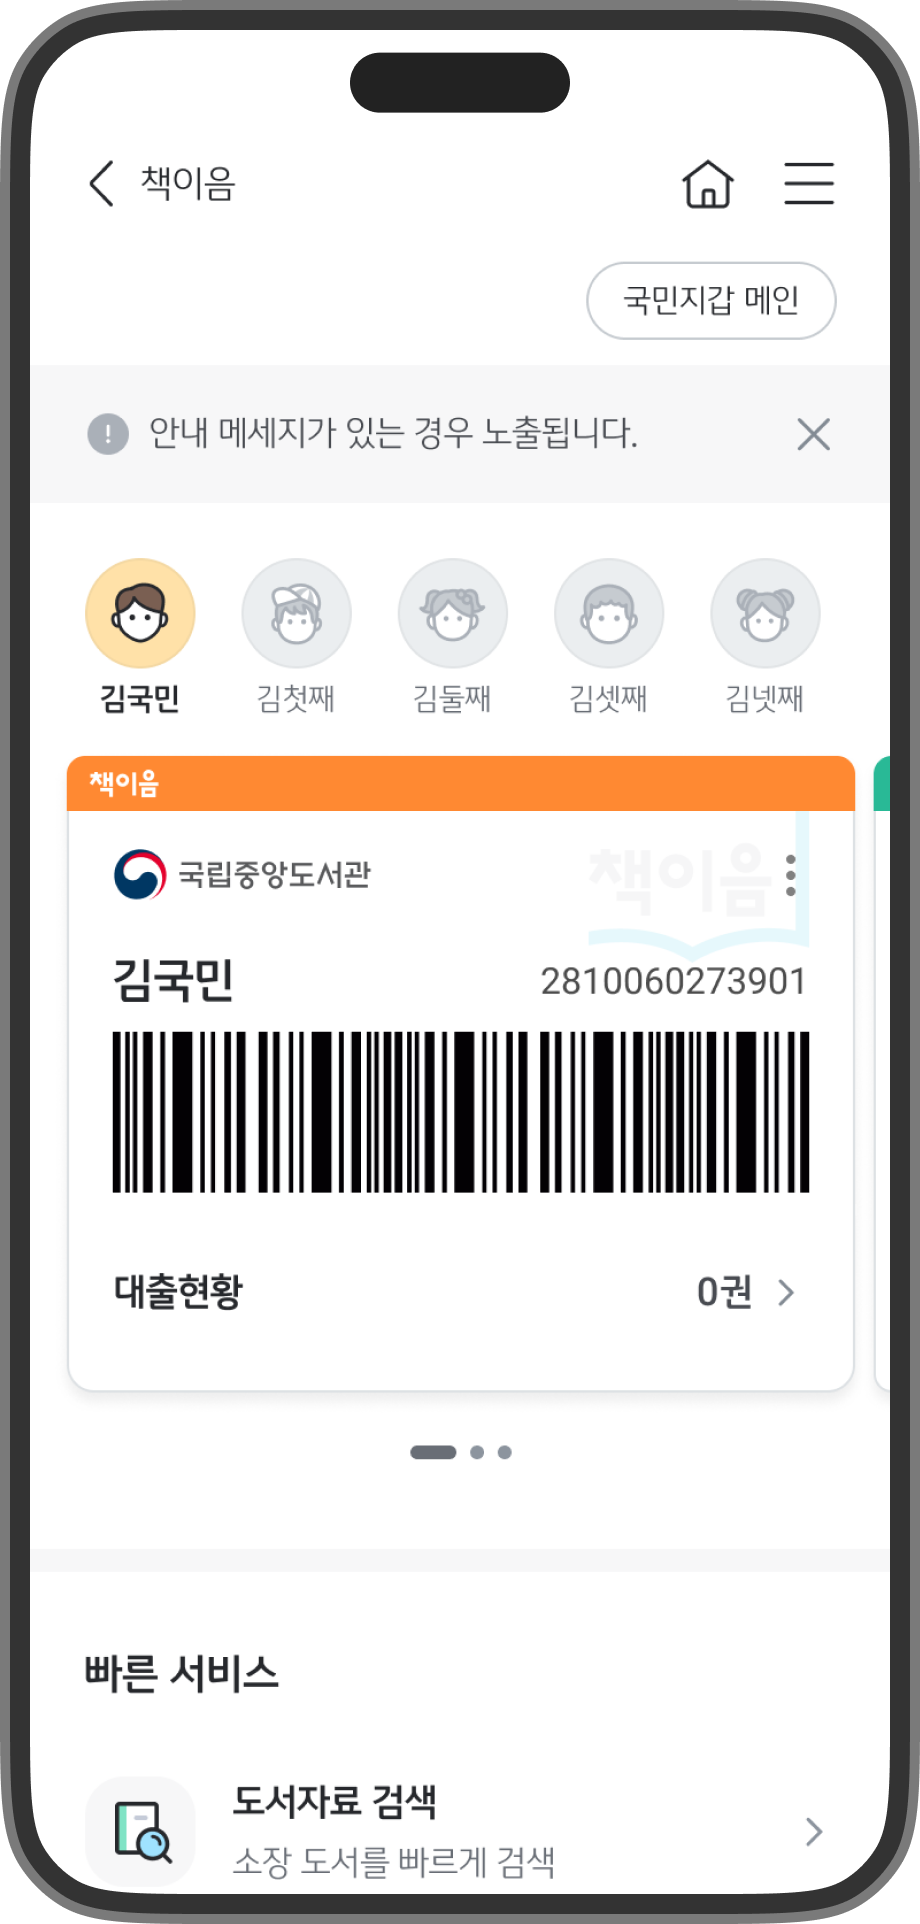 책이음
국민지갑 메인
안내 메세지가 있는 경우 노출됩니다.
김국민 김첫째 김둘째 김셋째 김넷째
책이음
국립중앙도서관
책이음
김국민 2810060273901
대출현황 0권
빠른 서비스
도서자료 검색
소장 도서를 빠르게 검색